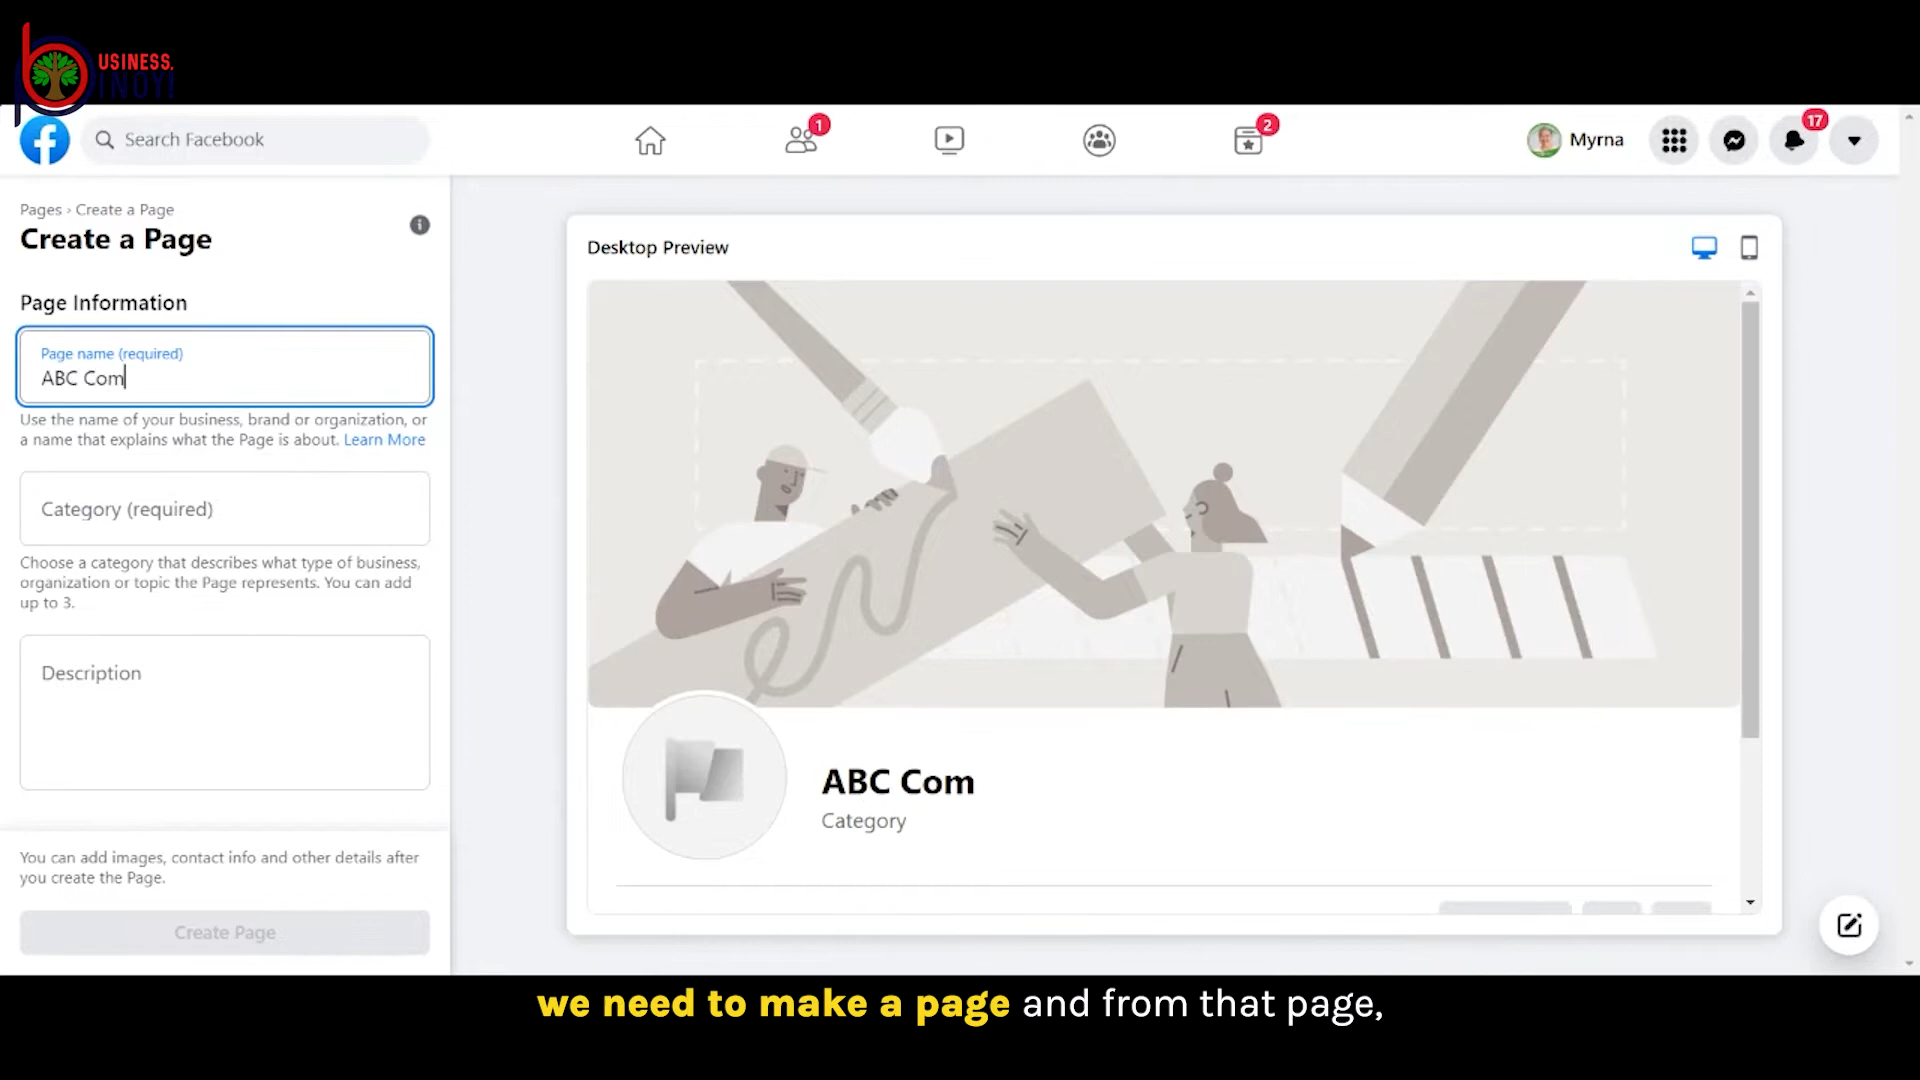 USINESS.
INOY!
Search Facebook
1
2
Myrna
17
Pages › Create a Page
Create a Page
Page Information
Page name (required)
ABC Com
Use the name of your business, brand or organization, or
a name that explains what the Page is about. Learn More
Category (required)
Choose a category that describes what type of business,
organization or topic the Page represents. You can add
up to 3.
Description
You can add images, contact info and other details after
you create the Page.
Create Page
Desktop Preview
ABC Com
Category
we need to make a page and from that page,